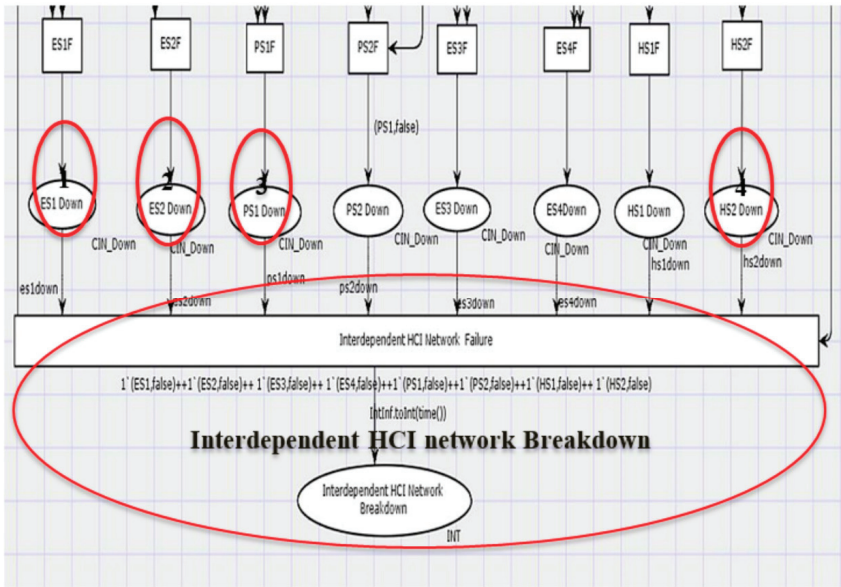 ES1F ES2F PS1F PS2F ES3F ES4F HS1F HS2F
(PS1,false)
1 2 3 4
ES1 Down ES2 Down PS1 Down PS2 Down ES3 Down ES4Down HS1 Down HS2 Down
CIN_Down CIN_Down CIN_Down CIN_Down CIN_Down CIN_Down CIN_Down CIN_Down
es1down es2down ps1down ps2down es3down es4down hs1down hs2down
Interdependent HCI Network Failure
1`(ES1,false)++1`(ES2,false)++ 1`(ES3,false)++ 1`(ES4,false)++1`(PS1,false)++1`(PS2,false)++1`(HS1,false)++ 1`(HS2,false)
IntInf.toInt(time())
Interdependent HCI network Breakdown
Interdependent HCI Network
Breakdown
INT